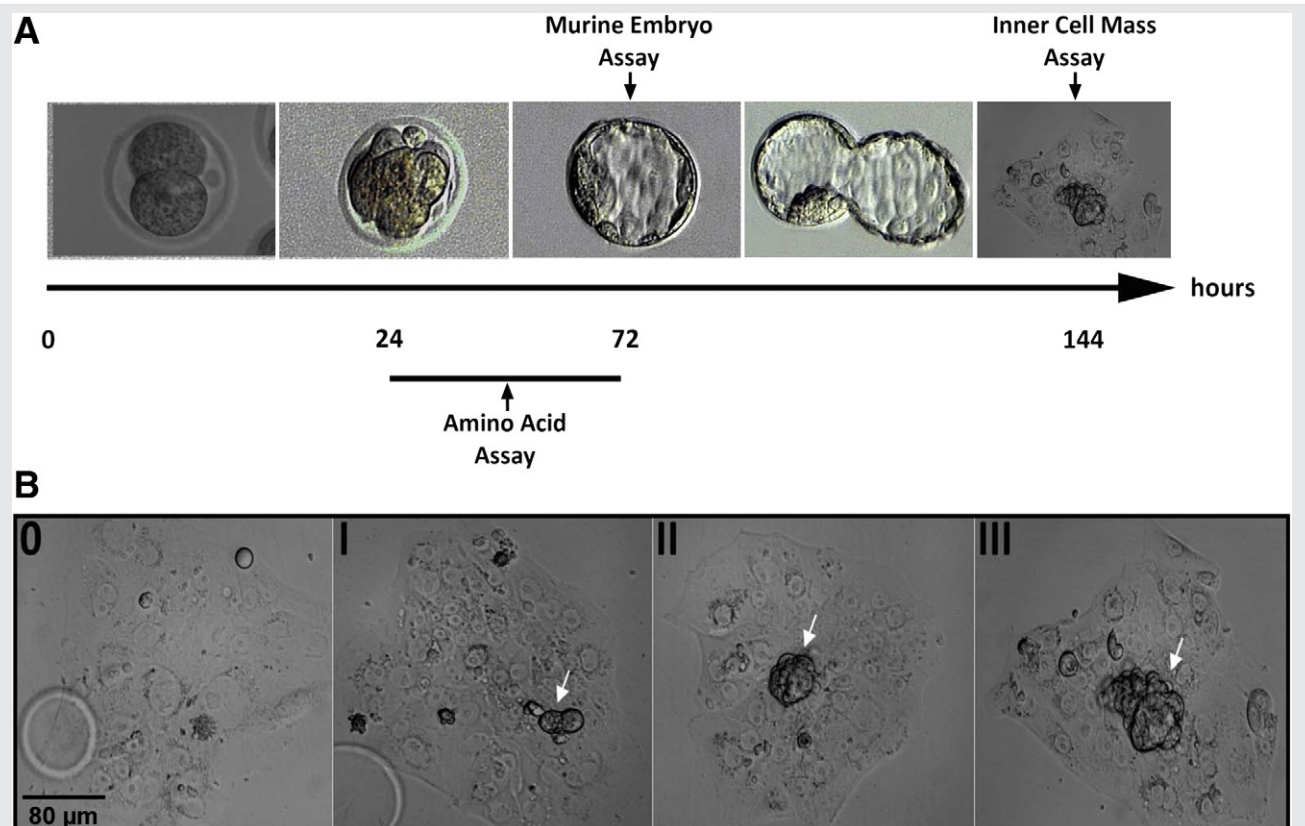 A
Murine Embryo
Assay
Inner Cell Mass
Assay
hours
0
24
72
144
Amino Acid
Assay
B
0
I
II
III
80 µm